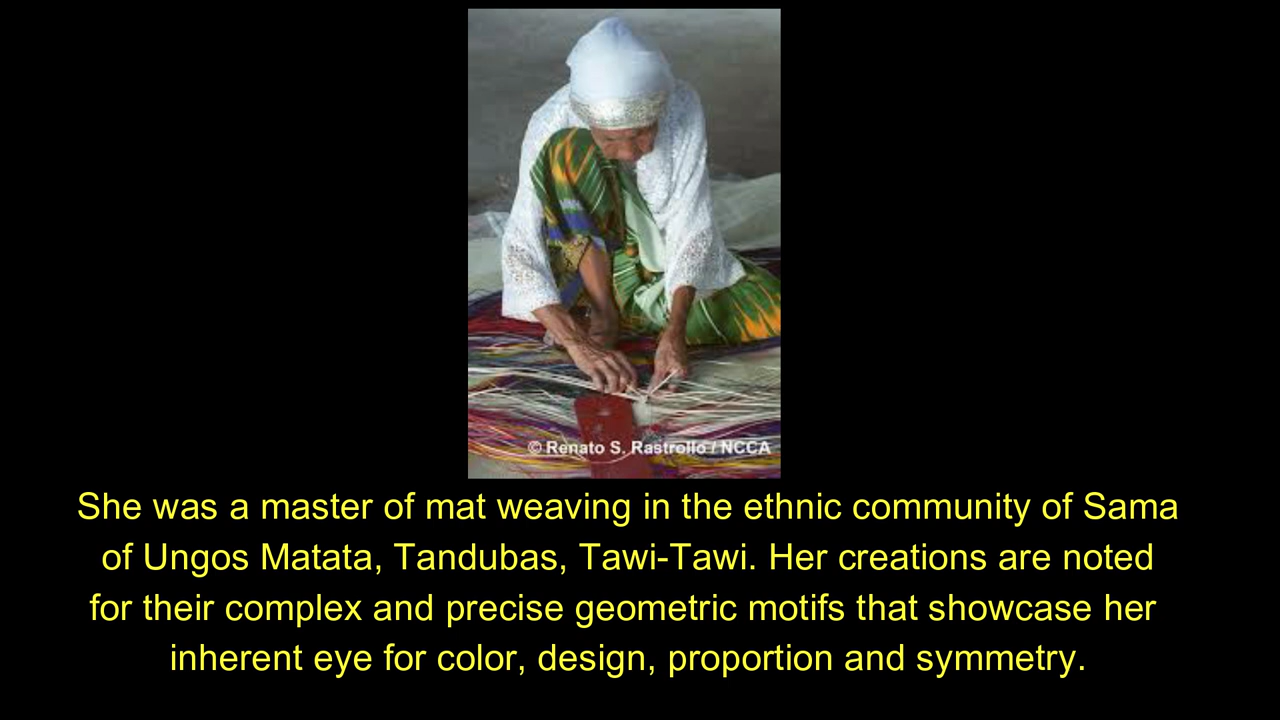 © Renato S. Rastrollo / NCCA
She was a master of mat weaving in the ethnic community of Sama
of Ungos Matata, Tandubas, Tawi-Tawi. Her creations are noted
for their complex and precise geometric motifs that showcase her
inherent eye for color, design, proportion and symmetry.